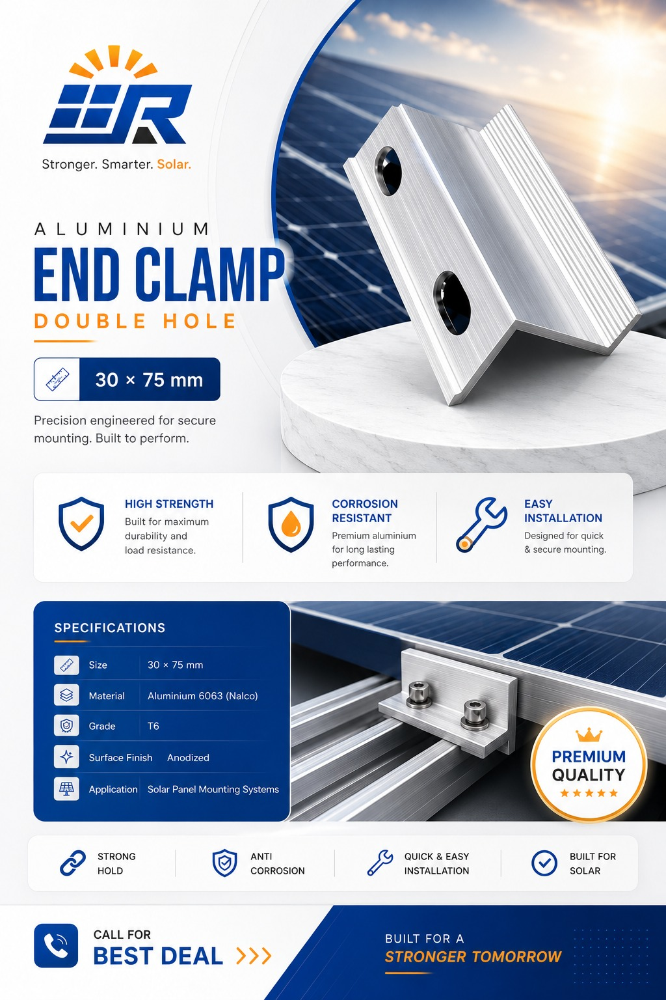 R
Stronger. Smarter. Solar.
ALUMINIUM
END CLAMP
DOUBLE HOLE
30 × 75 mm
Precision engineered for secure
mounting. Built to perform.
HIGH STRENGTH
Built for maximum
durability and
load resistance.
CORROSION
RESISTANT
Premium aluminium
for long lasting
performance.
EASY
INSTALLATION
Designed for quick
& secure mounting.
SPECIFICATIONS
Size 30 × 75 mm
Material Aluminium 6063 (Nalco)
Grade T6
Surface Finish Anodized
Application Solar Panel Mounting Systems
PREMIUM
QUALITY
STRONG
HOLD
ANTI
CORROSION
QUICK & EASY
INSTALLATION
BUILT FOR
SOLAR
CALL FOR
BEST DEAL
BUILT FOR A
STRONGER TOMORROW